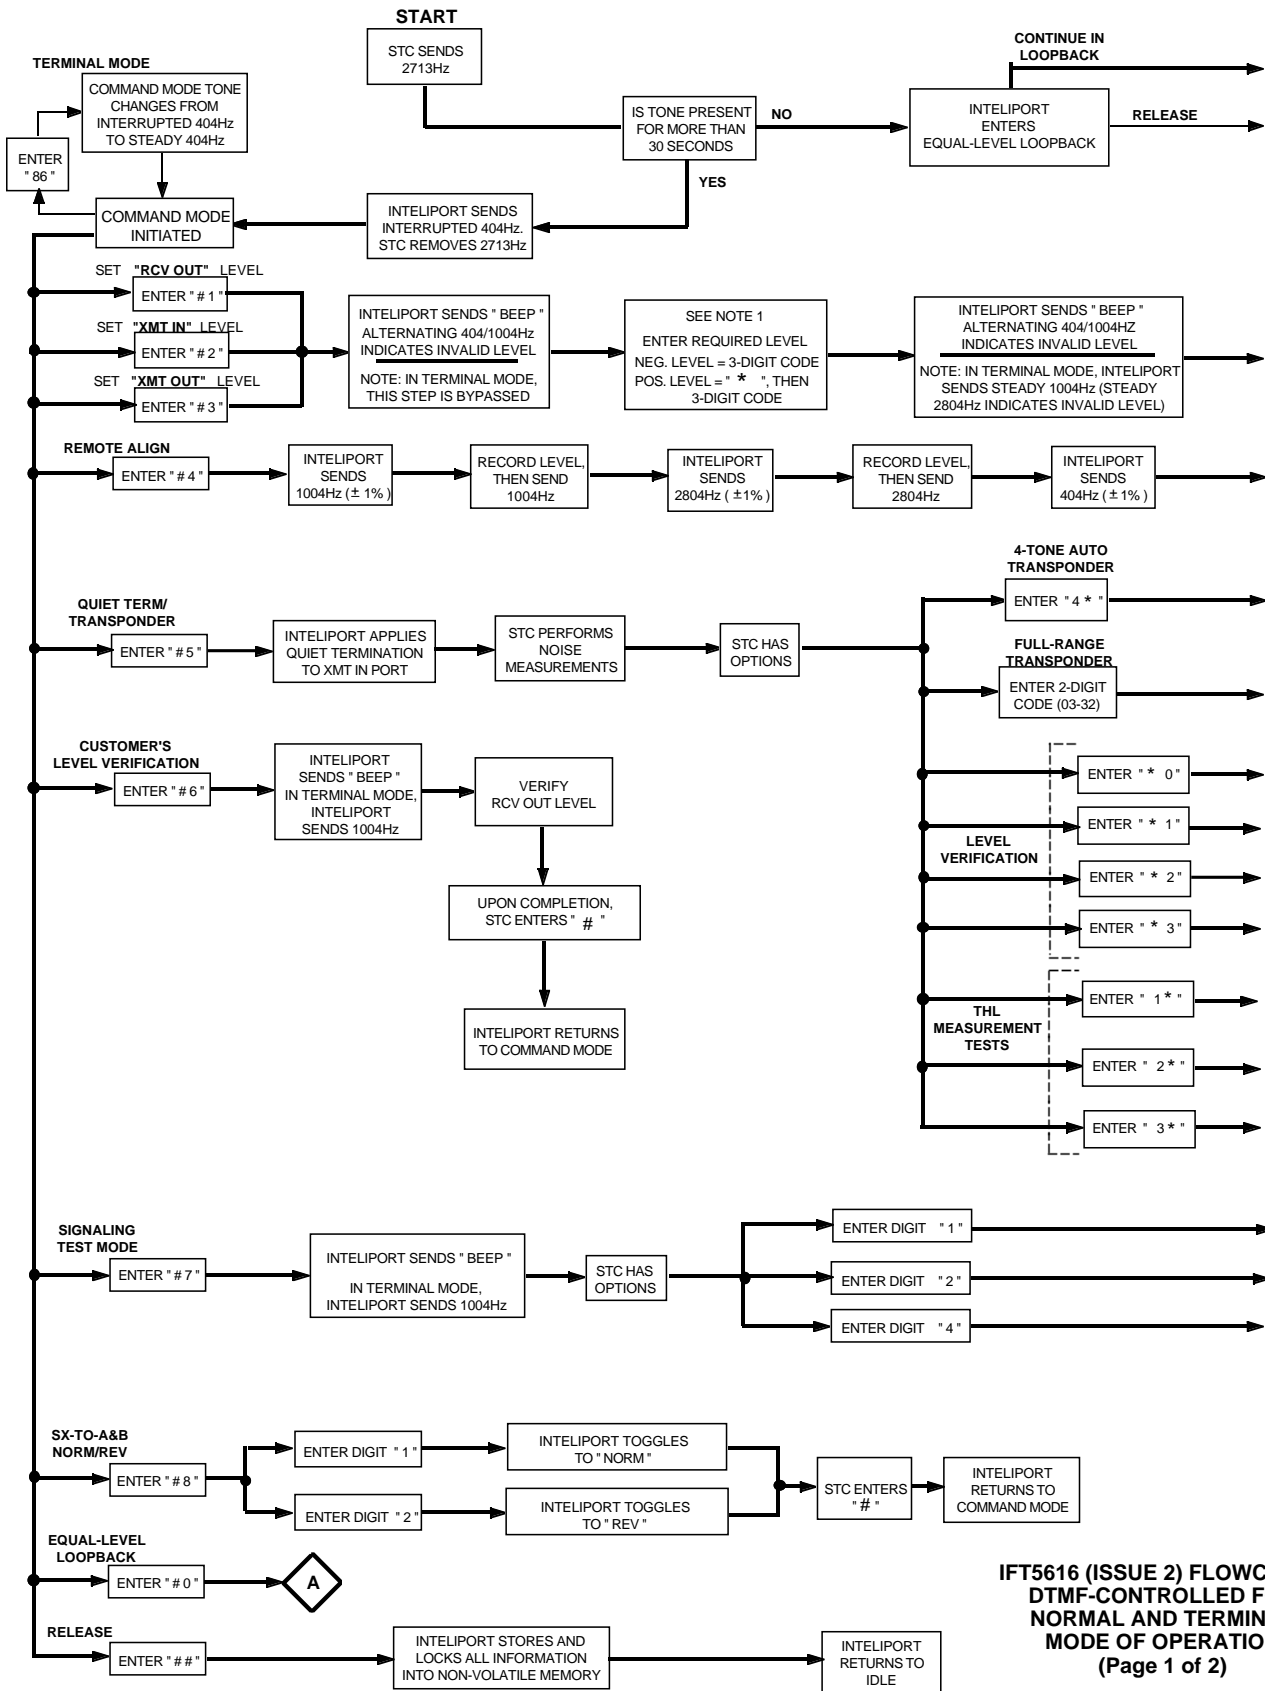 START
STC SENDS
2713Hz
CONTINUE IN
LOOPBACK
TERMINAL MODE
COMMAND MODE TONE
CHANGES FROM
INTERRUPTED 404Hz
TO STEADY 404Hz
IS TONE PRESENT
FOR MORE THAN
30 SECONDS
NO
INTELIPORT
ENTERS
EQUAL-LEVEL LOOPBACK
RELEASE
ENTER
" 86 "
YES
COMMAND MODE
INITIATED
INTELIPORT SENDS
INTERRUPTED 404Hz.
STC REMOVES 2713Hz
SET "RCV OUT" LEVEL
ENTER " # 1 "
SET "XMT IN" LEVEL
ENTER " # 2 "
SET "XMT OUT" LEVEL
ENTER " # 3 "
INTELIPORT SENDS " BEEP "
ALTERNATING 404/1004Hz
INDICATES INVALID LEVEL
NOTE: IN TERMINAL MODE,
THIS STEP IS BYPASSED
SEE NOTE 1
ENTER REQUIRED LEVEL
NEG. LEVEL = 3-DIGIT CODE
POS. LEVEL = " * ", THEN
3-DIGIT CODE
INTELIPORT SENDS " BEEP "
ALTERNATING 404/1004HZ
INDICATES INVALID LEVEL
NOTE: IN TERMINAL MODE, INTELIPORT
SENDS STEADY 1004Hz (STEADY
2804Hz INDICATES INVALID LEVEL)
REMOTE ALIGN
ENTER " # 4 "
INTELIPORT
SENDS
1004Hz ( ± 1% )
RECORD LEVEL,
THEN SEND
1004Hz
INTELIPORT
SENDS
2804Hz ( ±1% )
RECORD LEVEL,
THEN SEND
2804Hz
INTELIPORT
SENDS
404Hz ( ± 1% )
QUIET TERM/
TRANSPONDER
ENTER " # 5 "
INTELIPORT APPLIES
QUIET TERMINATION
TO XMT IN PORT
STC PERFORMS
NOISE
MEASUREMENTS
STC HAS
OPTIONS
4-TONE AUTO
TRANSPONDER
ENTER " 4 * "
FULL-RANGE
TRANSPONDER
ENTER 2-DIGIT
CODE (03-32)
LEVEL
VERIFICATION
ENTER " * 0 "
ENTER " * 1 "
ENTER " * 2 "
ENTER " * 3 "
THL
MEASUREMENT
TESTS
ENTER " 1 * "
ENTER " 2 * "
ENTER " 3 * "
CUSTOMER'S
LEVEL VERIFICATION
ENTER " # 6 "
INTELIPORT
SENDS " BEEP "
IN TERMINAL MODE,
INTELIPORT
SENDS 1004Hz
VERIFY
RCV OUT LEVEL
UPON COMPLETION,
STC ENTERS " # "
INTELIPORT RETURNS
TO COMMAND MODE
SIGNALING
TEST MODE
ENTER " # 7 "
INTELIPORT SENDS " BEEP "
IN TERMINAL MODE,
INTELIPORT SENDS 1004Hz
STC HAS
OPTIONS
ENTER DIGIT " 1 "
ENTER DIGIT " 2 "
ENTER DIGIT " 4 "
SX-TO-A&B
NORM/REV
ENTER " # 8 "
ENTER DIGIT " 1 "
INTELIPORT TOGGLES
TO " NORM "
ENTER DIGIT " 2 "
INTELIPORT TOGGLES
TO " REV "
STC ENTERS
" # "
INTELIPORT
RETURNS TO
COMMAND MODE
EQUAL-LEVEL
LOOPBACK
ENTER " # 0 "
A
RELEASE
ENTER " # # "
INTELIPORT STORES AND
LOCKS ALL INFORMATION
INTO NON-VOLATILE MEMORY
INTELIPORT
RETURNS TO
IDLE
IFT5616 (ISSUE 2) FLOWC
DTMF-CONTROLLED F
NORMAL AND TERMIN
MODE OF OPERATIO
(Page 1 of 2)